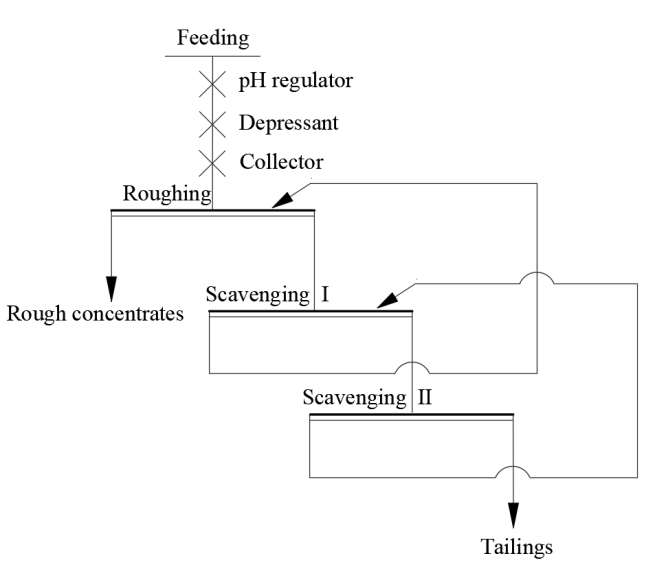 Feeding
pH regulator
Depressant
Collector
Roughing
Scavenging I
Rough concentrates
Scavenging II
Tailings